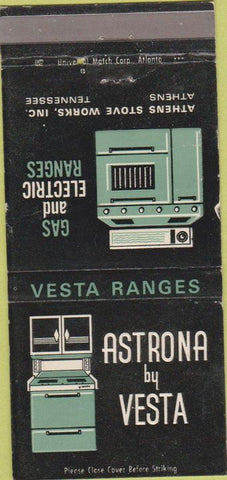 Universal Match Corp. Atlanta
ATHENS STOVE WORKS, INC.
ATHENS TENNESSEE
GAS
and
ELECTRIC
RANGES
VESTA RANGES
ASTRONA
by
VESTA
Please Close Cover Before Striking